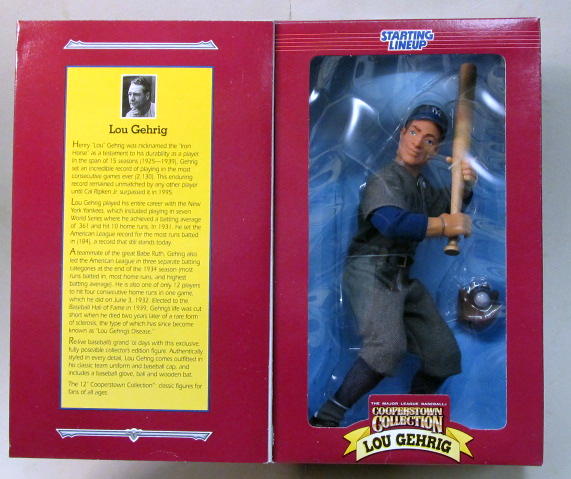 Lou Gehrig
Henry "Lou" Gehrig was nicknamed the "Iron
Horse" as a testament to his durability as a player.
In the span of 15 seasons (1925—1939), Gehrig
set an incredible record of playing in the most
consecutive games ever (2,130). This enduring
record remained unmatched by any other player
until Cal Ripken Jr. surpassed it in 1995.
Lou Gehrig played his entire career with the New
York Yankees, which included playing in seven
World Series where he achieved a batting average
of .361 and hit 10 home runs. In 1931, he set the
American League record for the most runs batted
in (184), a record that still stands today.
A teammate of the great Babe Ruth, Gehrig also
led the American League in three separate batting
categories at the end of the 1934 season (most
runs batted in, most home runs, and highest
batting average). He is also one of only 12 players
to hit four consecutive home runs in one game,
which he did on June 3, 1932. Elected to the
Baseball Hall of Fame in 1939, Gehrig's life was cut
short when he died two years later of a rare form
of sclerosis, the type of which has since become
known as "Lou Gehrig's Disease."
Relive baseball's grand 'ol days with this exclusive,
fully poseable collector's edition figure. Authentically
styled in every detail, Lou Gehrig comes outfitted in
his classic team uniform and baseball cap, and
includes a baseball glove, ball and wooden bat.
The 12" Cooperstown Collection™: classic figures for
fans of all ages.
STARTING
LINEUP
THE MAJOR LEAGUE BASEBALL
COOPERSTOWN
COLLECTION
LOU GEHRIG